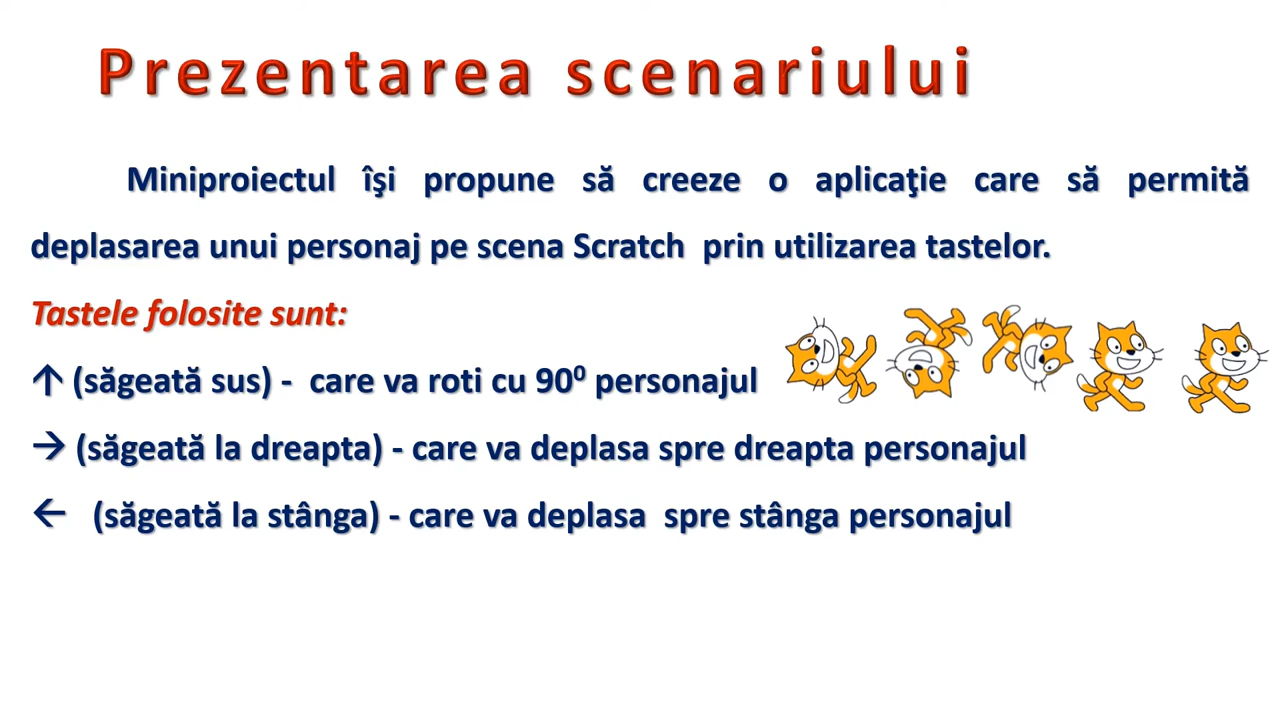 Prezentarea scenariului
Miniproiectul îşi propune să creeze o aplicaţie care să permită
deplasarea unui personaj pe scena Scratch prin utilizarea tastelor.
Tastele folosite sunt:
↑ (săgeată sus) - care va roti cu 90⁰ personajul
→ (săgeată la dreapta) - care va deplasa spre dreapta personajul
← (săgeată la stânga) - care va deplasa spre stânga personajul